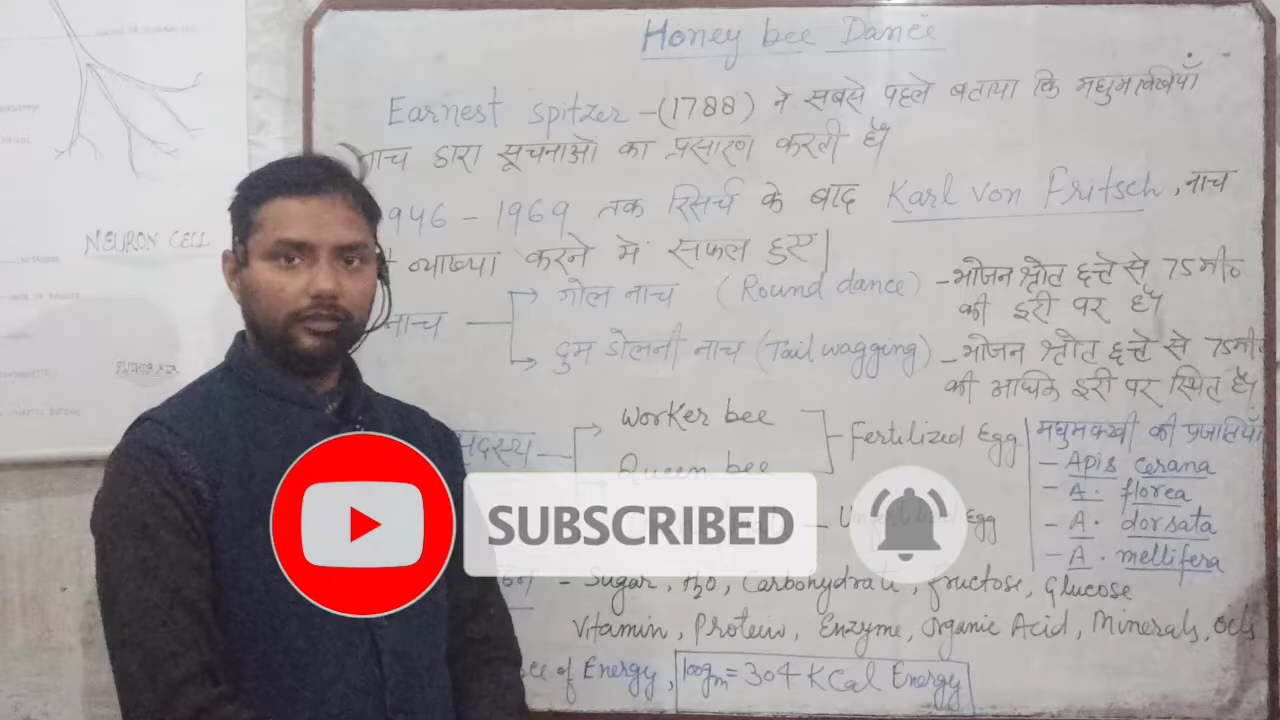 NEURON CELL
Honey bee Dance
Earnest Spitzer - (1788) ने सबसे पहले बताया कि मधुमक्खियाँ
नाच द्वारा सूचनाओ का प्रसारण करती है
946 - 1969 तक रिसर्च के बाद Karl Von Fritsch, नाच
व्याख्या करने में सफल हुए|
नाच
गोल नाच (Round dance) - भोजन श्रोत छत्ते से 75 मी०
की दूरी पर है
दुम डोलनी नाच (Tail wagging) - भोजन श्रोत छत्ते से 75 मी०
की अधिक दूरी पर स्थित है
सदस्य
Worker bee
Queen bee
Fertilized Egg
Egg
मधुमक्खी की प्रजातियाँ
- Apis cerana
- A. florea
- A. dorsata
- A. mellifera
SUBSCRIBED
- Sugar, H2O, Carbohydrate, Fructose, Glucose
Vitamin, Protein, Enzyme, Organic Acid, Minerals,
of Energy, 100gm = 304 KCal Energy